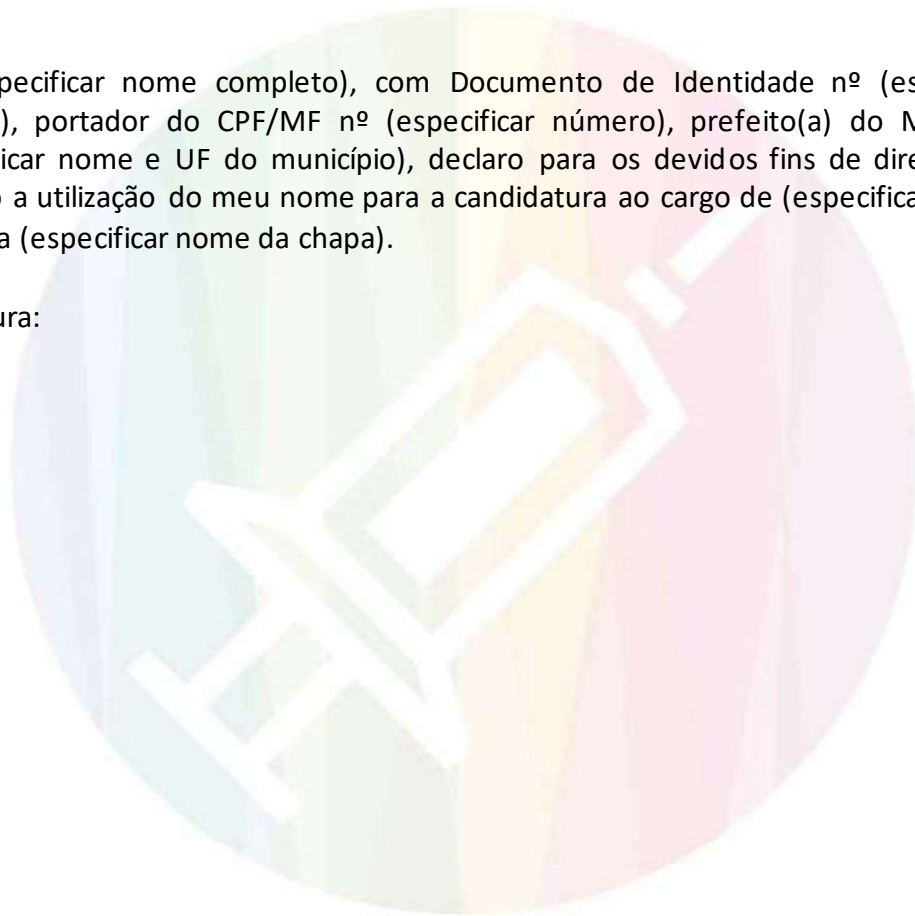 pecificar nome completo), com Documento de Identidade nº (es
), portador do CPF/MF nº (especificar número), prefeito(a) do M
icar nome e UF do município), declaro para os devidos fins de dire
o a utilização do meu nome para a candidatura ao cargo de (especifica
a (especificar nome da chapa).
ura: